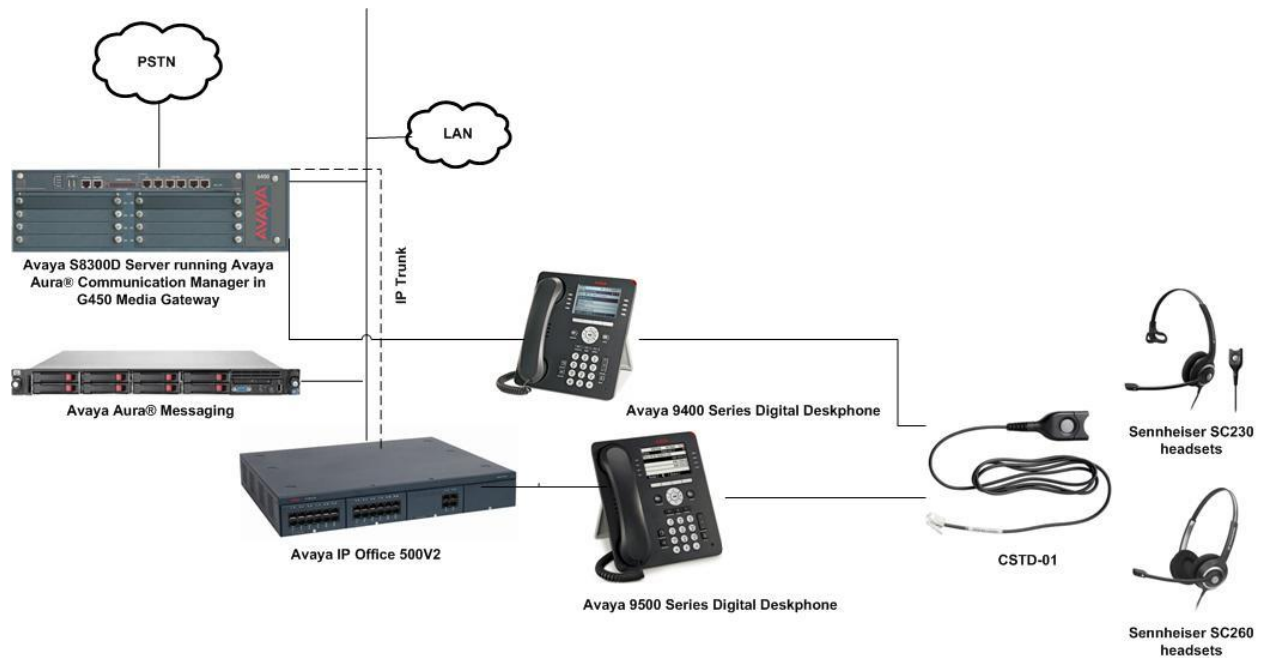 PSTN
LAN
AVAYA
Avaya S8300D Server running Avaya
Aura® Communication Manager in
G450 Media Gateway
IP Trunk
Avaya Aura® Messaging
Avaya 9400 Series Digital Deskphone
Sennheiser SC230
headsets
Avaya IP Office 500V2
CSTD-01
Avaya 9500 Series Digital Deskphone
Sennheiser SC260
headsets